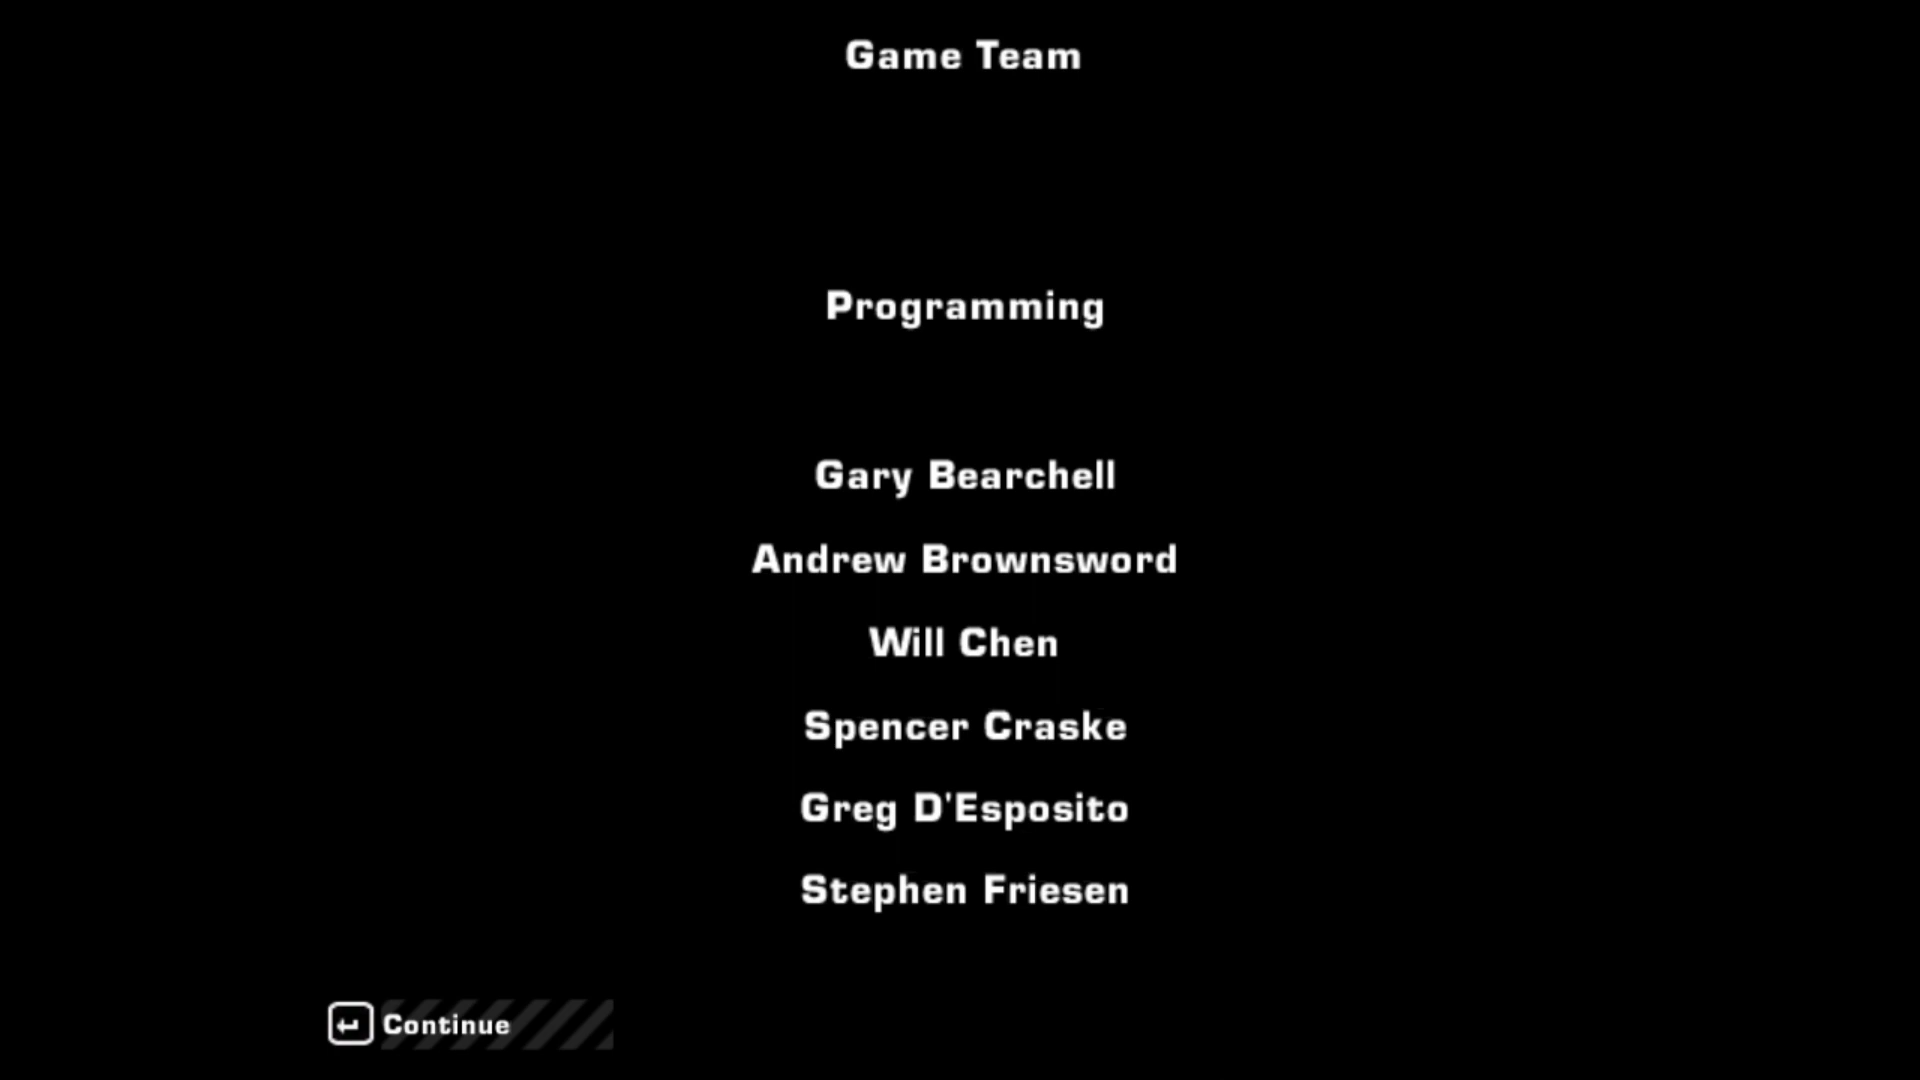 Game Team
Programming
Gary Bearchell
Andrew Brownsword
Will Chen
Spencer Craske
Greg D'Esposito
Stephen Friesen
Continue